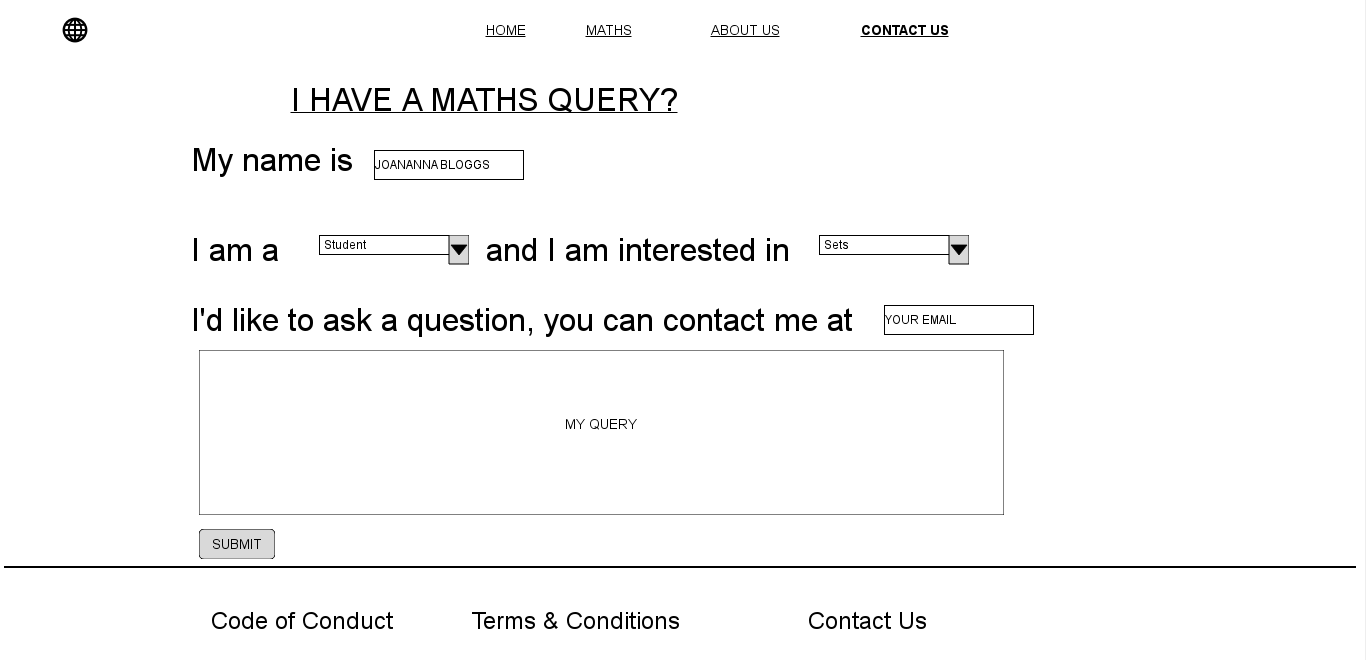 HOME MATHS ABOUT US CONTACT US
I HAVE A MATHS QUERY?
My name is JOANANNA BLOGGS
I am a Student and I am interested in Sets
I'd like to ask a question, you can contact me at YOUR EMAIL
MY QUERY
SUBMIT
Code of Conduct Terms & Conditions Contact Us